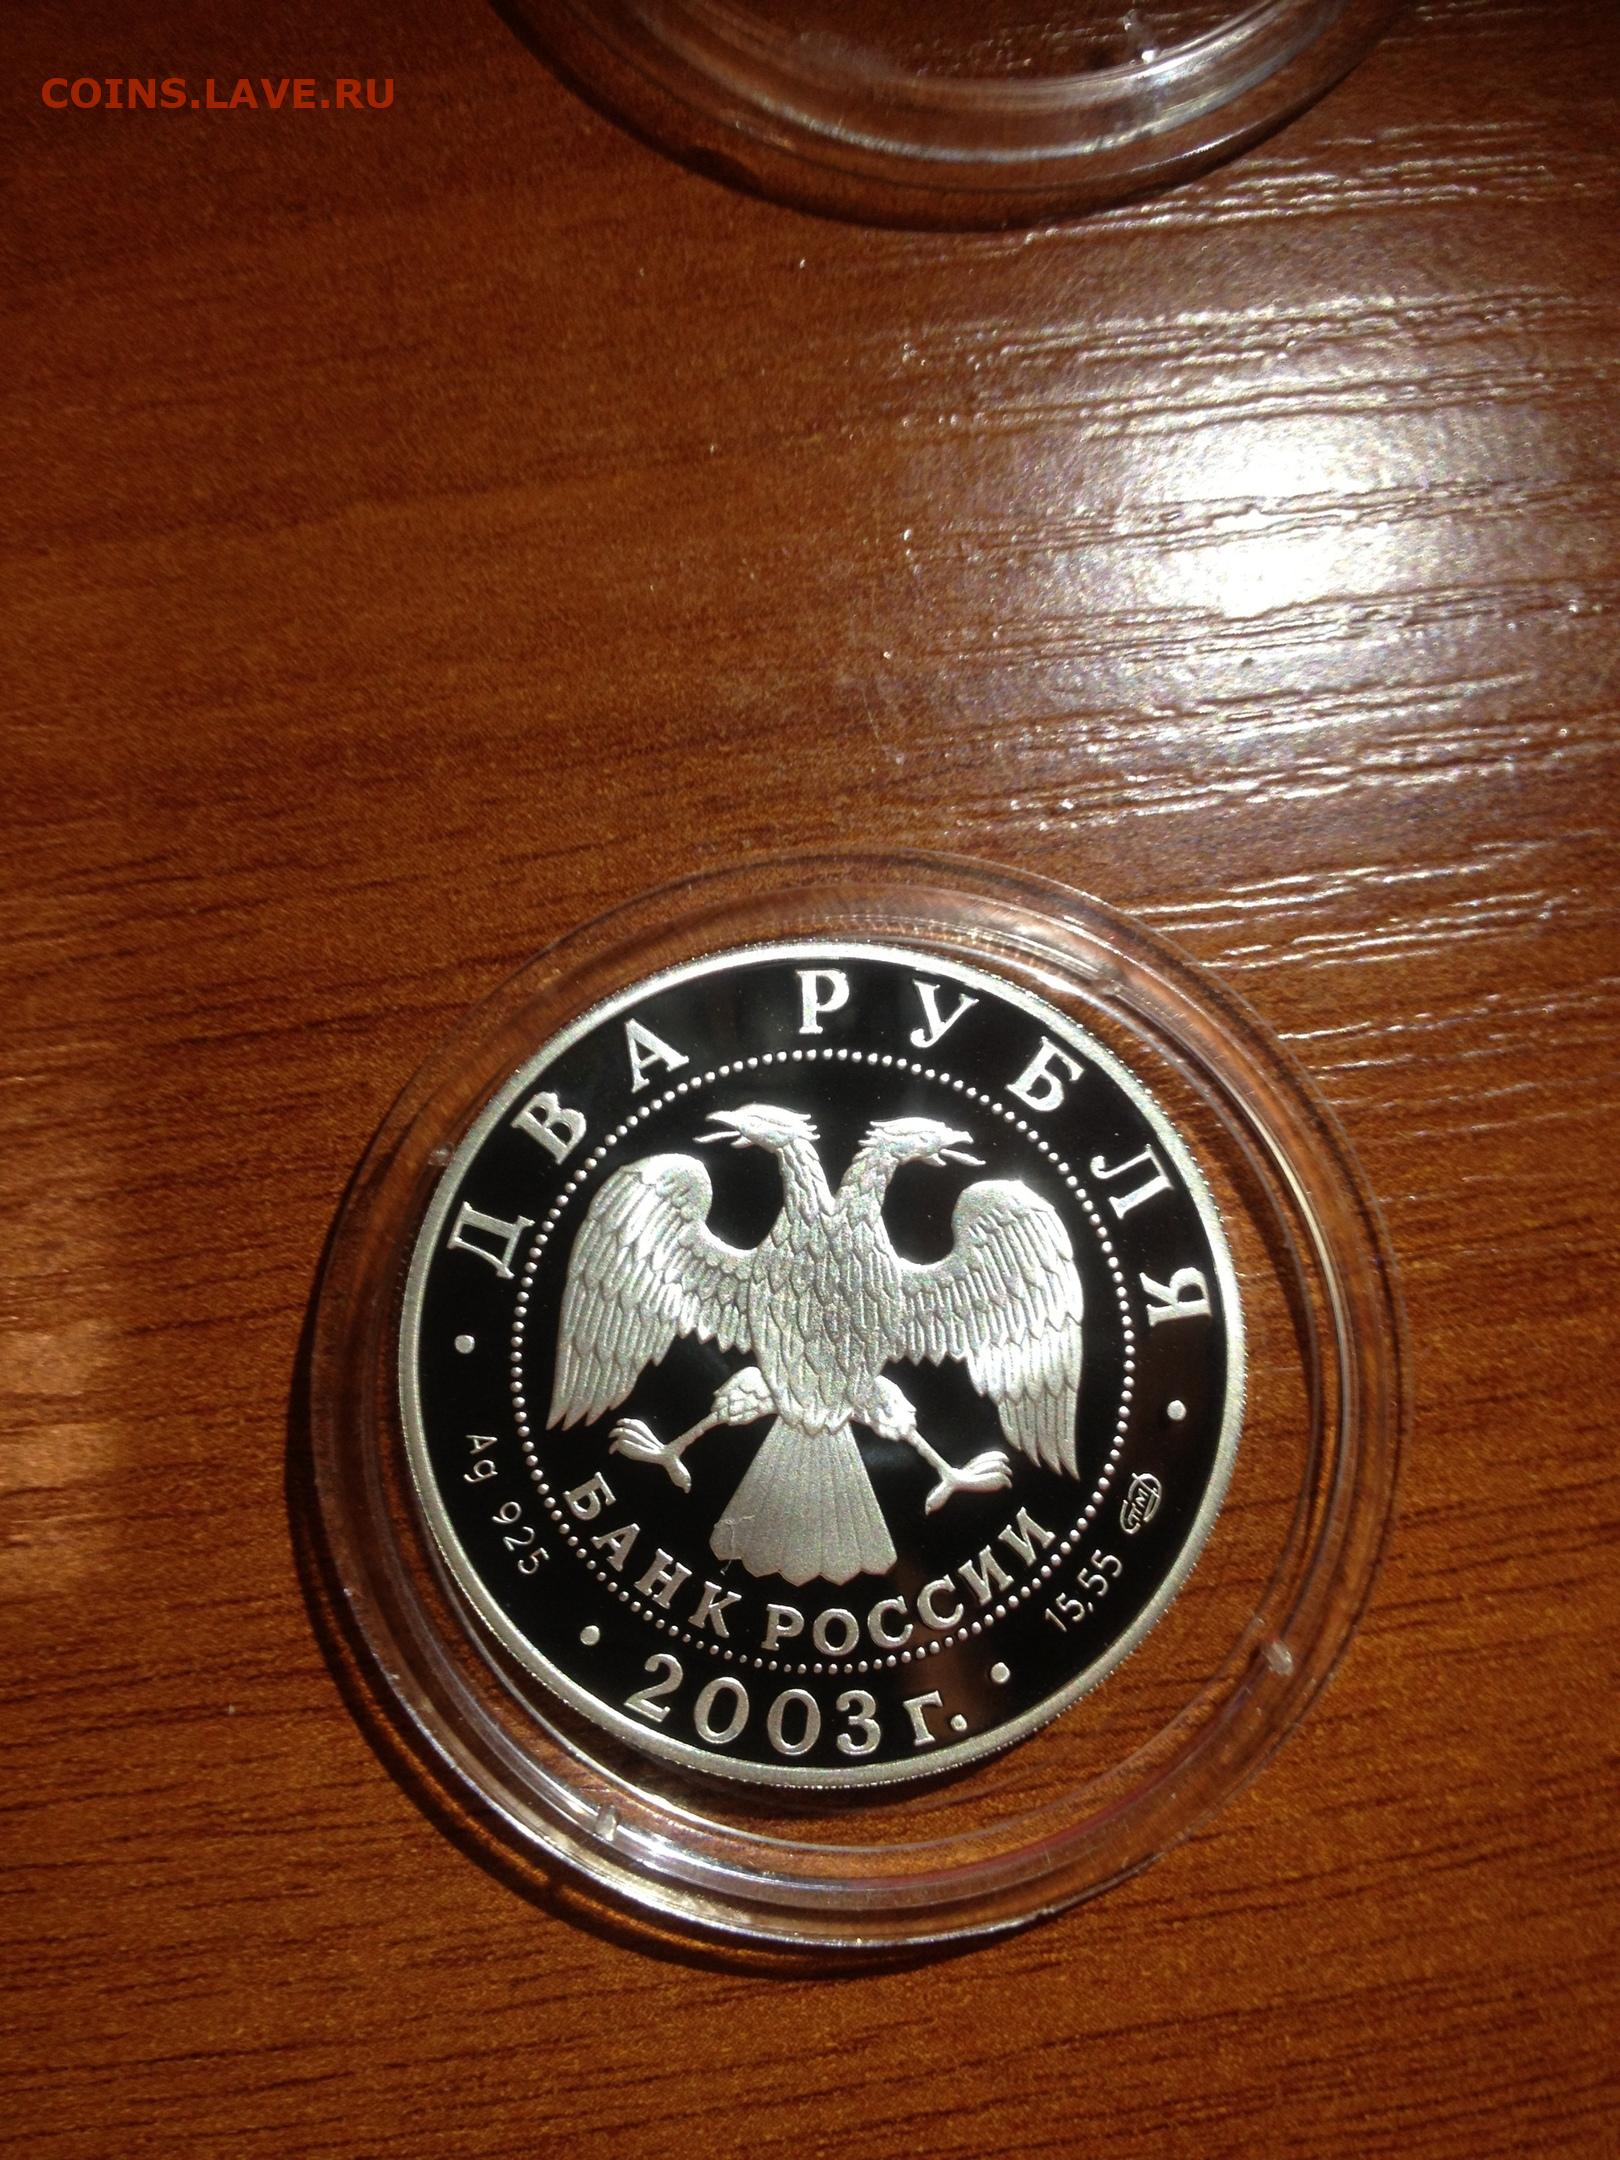 COINS.LAVE.RU
ДВА РУБЛЯ
БАНК РОССИИ
Ag 925
15,55
2003 г.